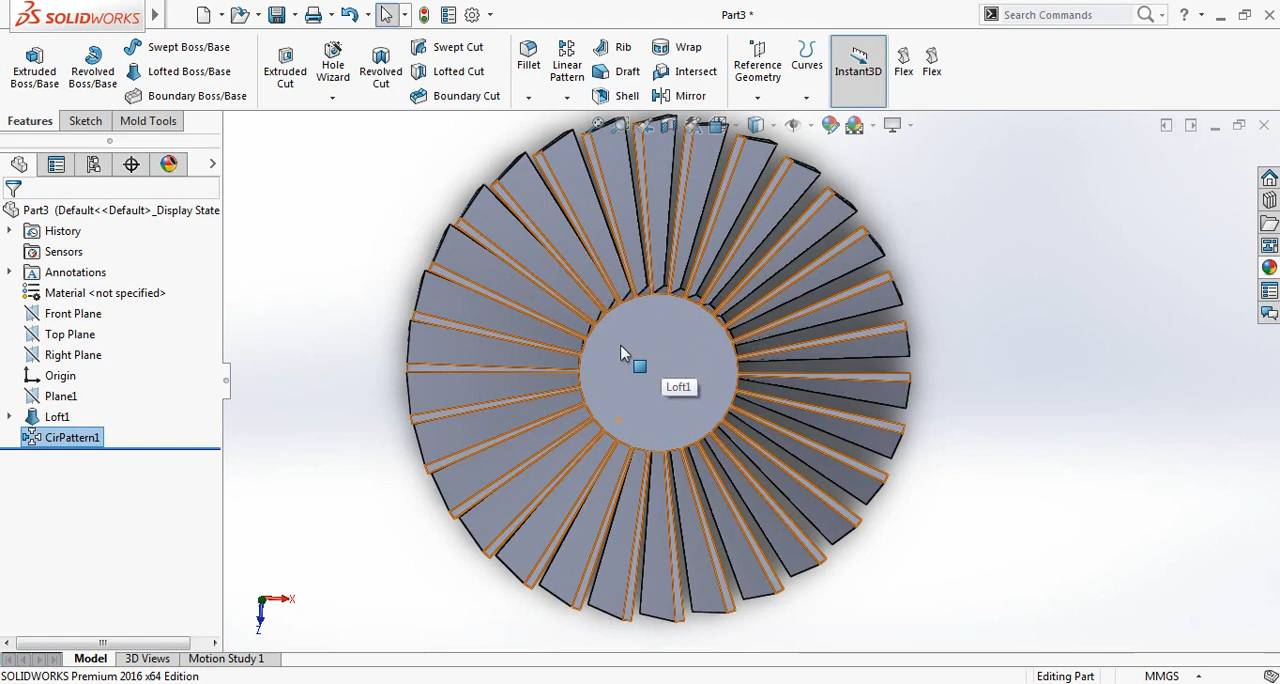 SOLIDWORKS
Part3 *
Search Commands
Extruded Boss/Base
Revolved Boss/Base
Swept Boss/Base
Lofted Boss/Base
Boundary Boss/Base
Extruded Cut
Hole Wizard
Revolved Cut
Swept Cut
Lofted Cut
Boundary Cut
Fillet
Linear Pattern
Rib
Draft
Shell
Wrap
Intersect
Mirror
Reference Geometry
Curves
Instant3D
Flex
Flex
Features
Sketch
Mold Tools
Part3 (Default<<Default>_Display State
History
Sensors
Annotations
Material <not specified>
Front Plane
Top Plane
Right Plane
Origin
Plane1
Loft1
CirPattern1
Loft1
X
Z
Model
3D Views
Motion Study 1
SOLIDWORKS Premium 2016 x64 Edition
Editing Part
MMGS